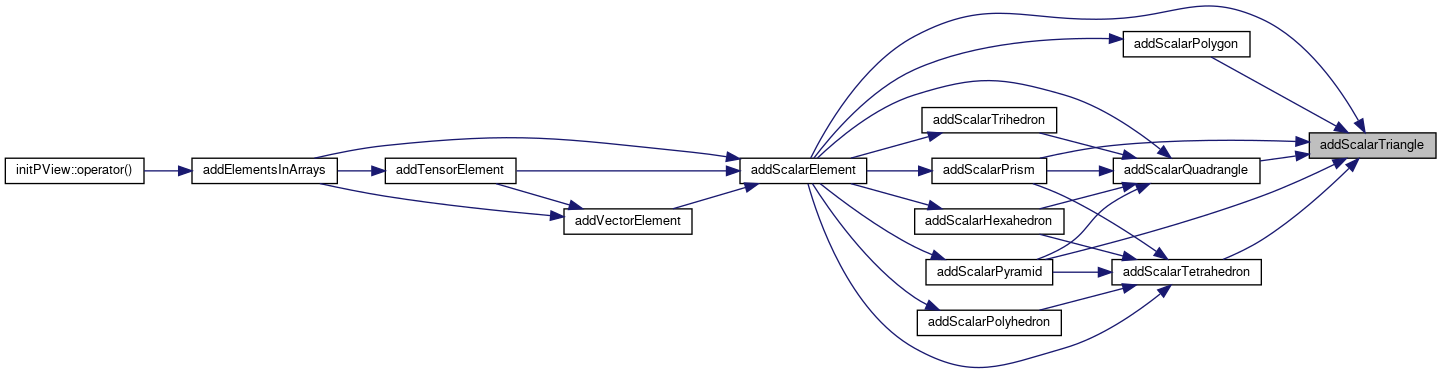 initPView::operator()
addElementsInArrays
addTensorElement
addVectorElement
addScalarElement
addScalarTrihedron
addScalarPrism
addScalarHexahedron
addScalarPyramid
addScalarPolyhedron
addScalarPolygon
addScalarQuadrangle
addScalarTetrahedron
addScalarTriangle